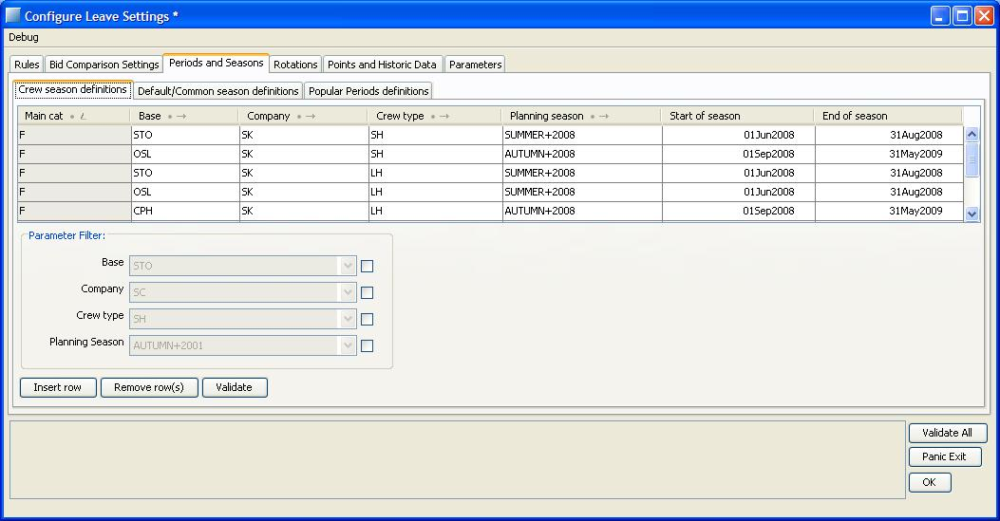 Configure Leave Settings *
Debug
Rules Bid Comparison Settings Periods and Seasons Rotations Points and Historic Data Parameters
Crew season definitions Default/Common season definitions Popular Periods definitions
Main cat Base Company Crew type Planning season Start of season End of season
F STO SK SH SUMMER+2008 01Jun2008 31Aug2008
F OSL SK SH AUTUMN+2008 01Sep2008 31May2009
F STO SK LH SUMMER+2008 01Jun2008 31Aug2008
F OSL SK LH SUMMER+2008 01Jun2008 31Aug2008
F CPH SK LH AUTUMN+2008 01Sep2008 31May2009
Parameter Filter:
Base STO
Company SC
Crew type SH
Planning Season AUTUMN+2001
Insert row Remove row(s) Validate
Validate All
Panic Exit
OK